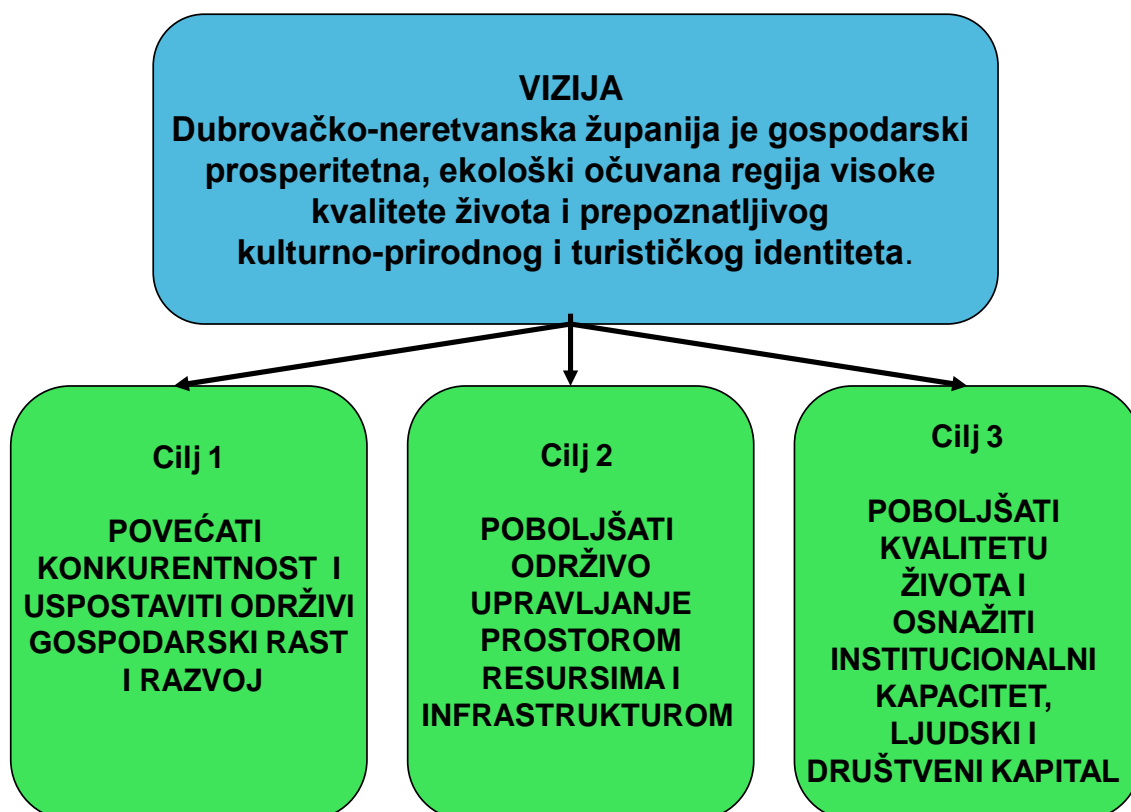 VIZIJA
Dubrovačko-neretvanska županija je gospodarski
prosperitetna, ekološki očuvana regija visoke
kvalitete života i prepoznatljivog
kulturno-prirodnog i turističkog identiteta.
Cilj 1
POVEĆATI
KONKURENTNOST I
USPOSTAVITI ODRŽIVI
GOSPODARSKI RAST
I RAZVOJ
Cilj 2
POBOLJŠATI
ODRŽIVO
UPRAVLJANJE
PROSTOROM
RESURSIMA I
INFRASTRUKTUROM
Cilj 3
POBOLJŠATI
KVALITETU
ŽIVOTA I
OSNAŽITI
INSTITUCIONALNI
KAPACITET,
LJUDSKI I
DRUŠTVENI KAPITAL